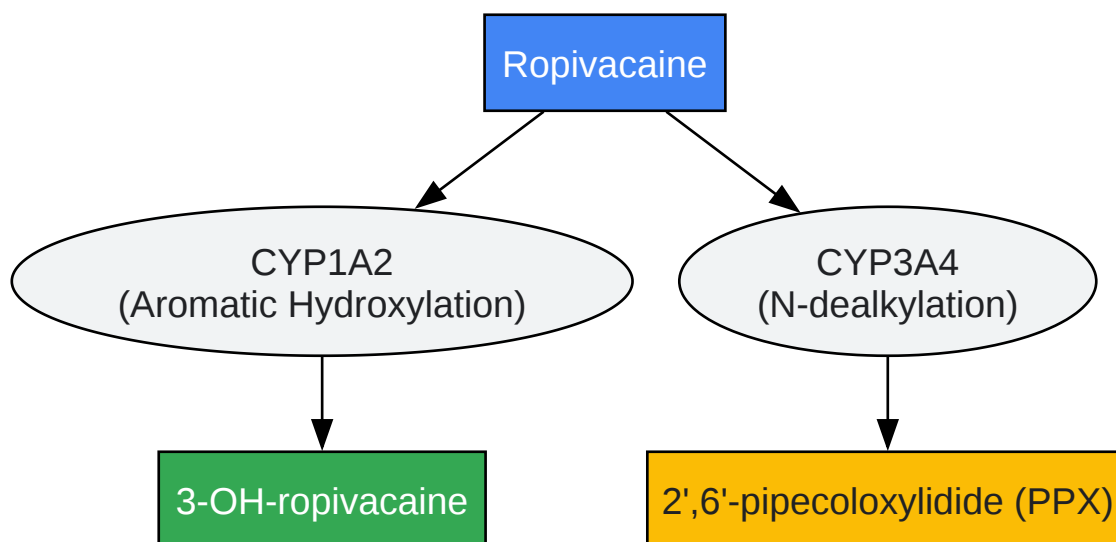 Ropivacaine
CYP1A2
(Aromatic Hydroxylation)
CYP3A4
(N-dealkylation)
3-OH-ropivacaine
2',6'-pipecoloxylidide (PPX)